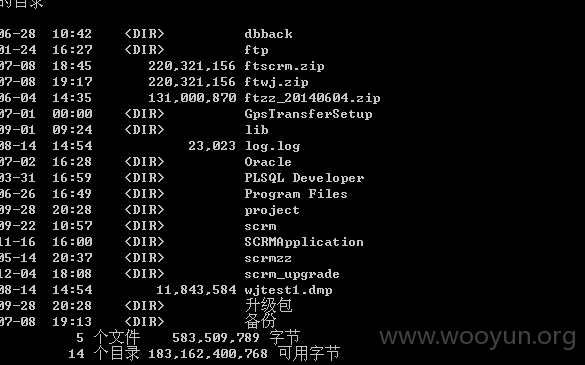 的目录
06-28  10:42    <DIR>          dbback
01-24  16:27    <DIR>          ftp
07-08  18:45       220,321,156 ftscrm.zip
07-08  19:17       220,321,156 ftwj.zip
06-04  14:35       131,000,870 ftzz_20140604.zip
07-01  00:00    <DIR>          GpsTransferSetup
09-01  09:24    <DIR>          lib
08-14  14:54            23,023 log.log
07-02  16:28    <DIR>          Oracle
03-31  16:59    <DIR>          PLSQL Developer
06-26  16:49    <DIR>          Program Files
09-28  20:28    <DIR>          project
09-22  10:57    <DIR>          scrm
11-16  16:00    <DIR>          SCRMApplication
05-14  20:37    <DIR>          scrmzz
12-04  18:08    <DIR>          scrm_upgrade
08-14  14:54        11,843,584 wjtest1.dmp
09-28  20:28    <DIR>          升级包
07-08  19:13    <DIR>          备份
5 个文件    583,509,789 字节
14 个目录 183,162,400,768 可用字节
www.wooyun.org